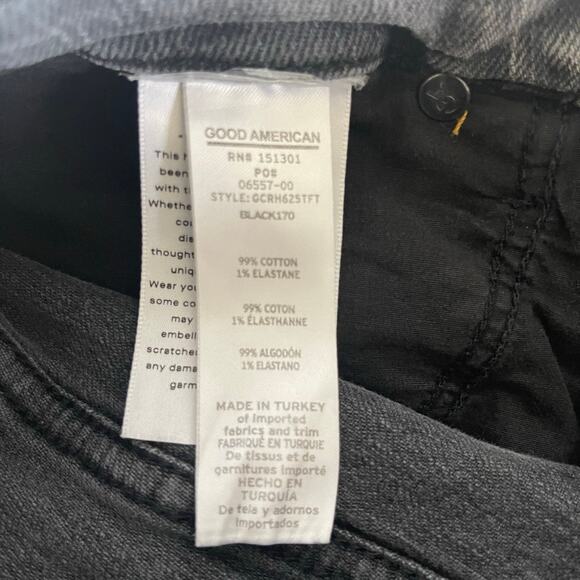 GOOD AMERICAN
RN# 151301
PO#
06557-00
STYLE: GCRH625TFT
BLACK170
99% COTTON
1% ELASTANE
99% COTON
1% ÉLASTHANNE
99% ALGODÓN
1% ELASTANO
MADE IN TURKEY
of imported
fabrics and trim
FABRIQUÉ EN TURQUIE
De tissus et de
garnitures importé
HECHO EN
TURQUÍA
De tela y adornos
importados
This
been
with
Whethe
thought
uniq
Wear you
some co
may
embell
scratche
any dama
garm